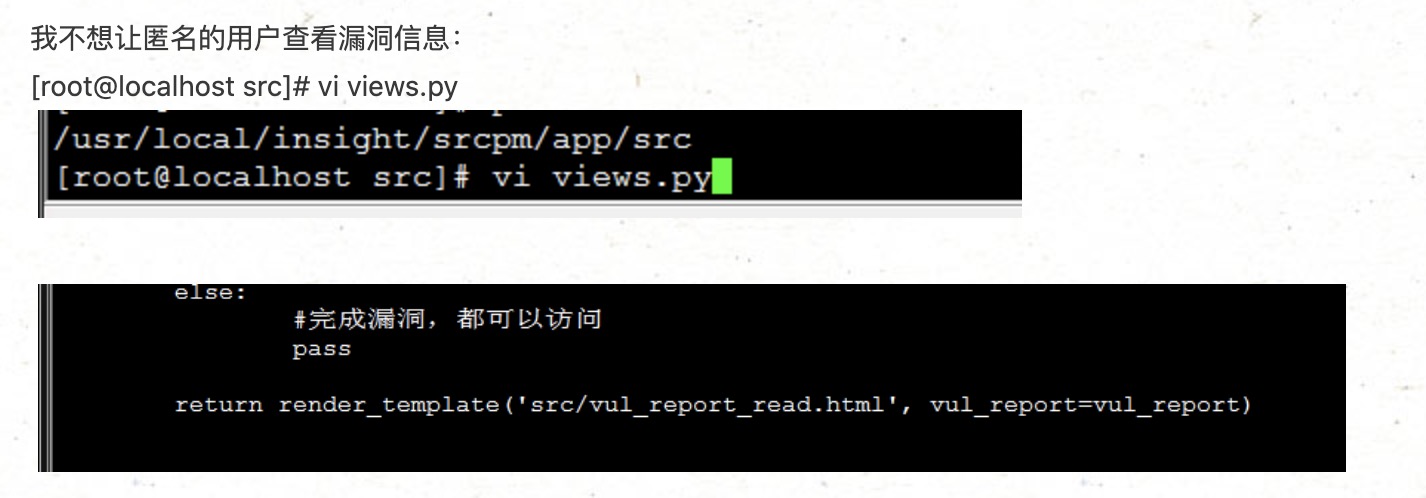 我不想让匿名的用户查看漏洞信息：
[root@localhost src]# vi views.py
/usr/local/insight/srcpm/app/src
[root@localhost src]# vi views.py
else:
#完成漏洞，都可以访问
pass
return render_template('src/vul_report_read.html', vul_report=vul_report)